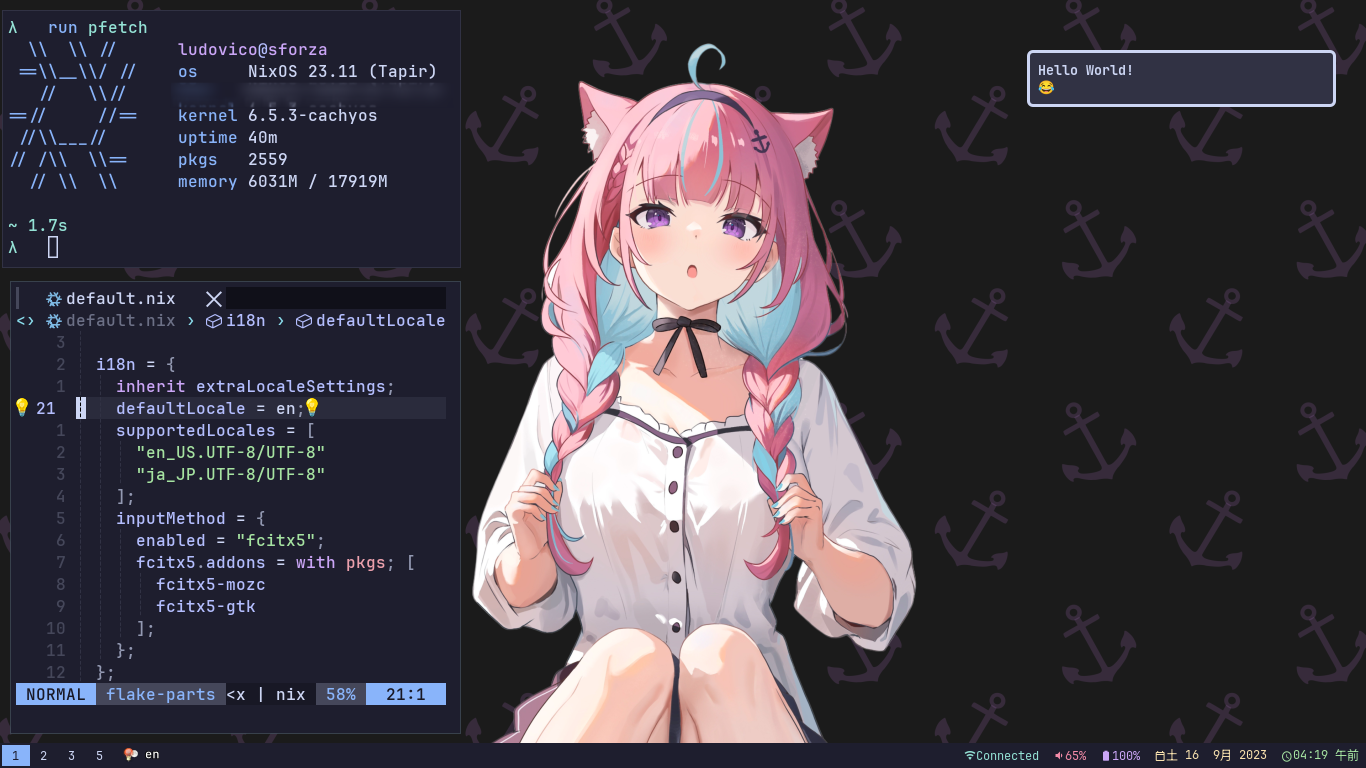 λ run pfetch
ludovico@sforza
os NixOS 23.11 (Tapir)
kernel 6.5.3-cachyos
uptime 40m
pkgs 2559
memory 6031M / 17919M
~ 1.7s
λ
default.nix
<> default.nix › i18n › defaultLocale
3
2 i18n = {
1 inherit extraLocaleSettings;
21 defaultLocale = en;
1 supportedLocales = [
2 "en_US.UTF-8/UTF-8"
3 "ja_JP.UTF-8/UTF-8"
4 ];
5 inputMethod = {
6 enabled = "fcitx5";
7 fcitx5.addons = with pkgs; [
8 fcitx5-mozc
9 fcitx5-gtk
10 ];
11 };
12 };
NORMAL flake-parts <x | nix 58% 21:1
Hello World!
😂
1 2 3 5 en
Connected 65% 100% 土 16 9月 2023 04:19 午前